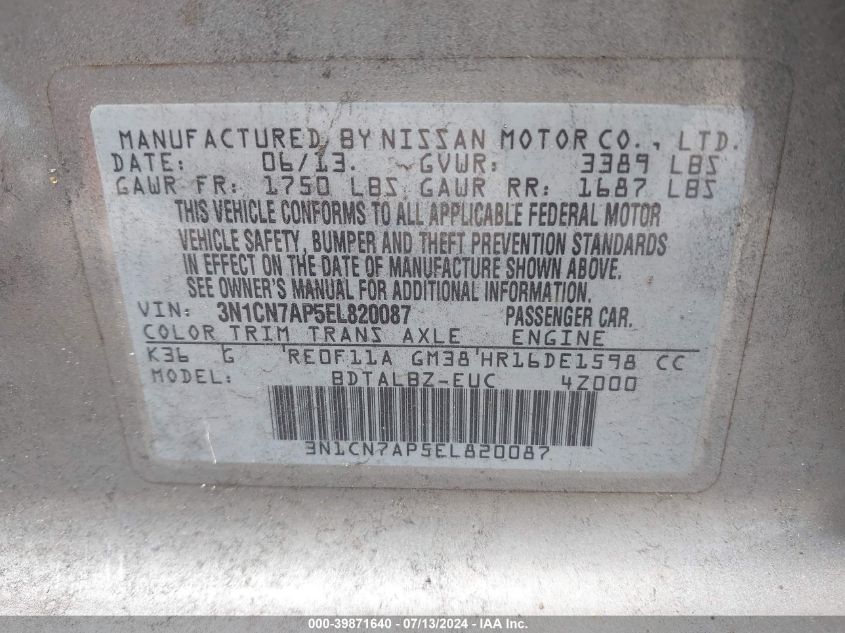 MANUFACTURED BY NISSAN MOTOR CO., LTD.
DATE: 06/13. GVWR: 3389 LBS
GAWR FR: 1750 LBS GAWR RR: 1687 LBS
THIS VEHICLE CONFORMS TO ALL APPLICABLE FEDERAL MOTOR
VEHICLE SAFETY, BUMPER AND THEFT PREVENTION STANDARDS
IN EFFECT ON THE DATE OF MANUFACTURE SHOWN ABOVE.
SEE OWNER'S MANUAL FOR ADDITIONAL INFORMATION.
VIN: 3N1CN7AP5EL820087 PASSENGER CAR.
COLOR TRIM TRANS AXLE ENGINE
K36 G RE0F11A GM38 HR16DE1598 CC
MODEL: BDTALBZ-EUC 4Z000
3N1CN7AP5EL820087
000-39871640 - 07/13/2024 - IAAI.com